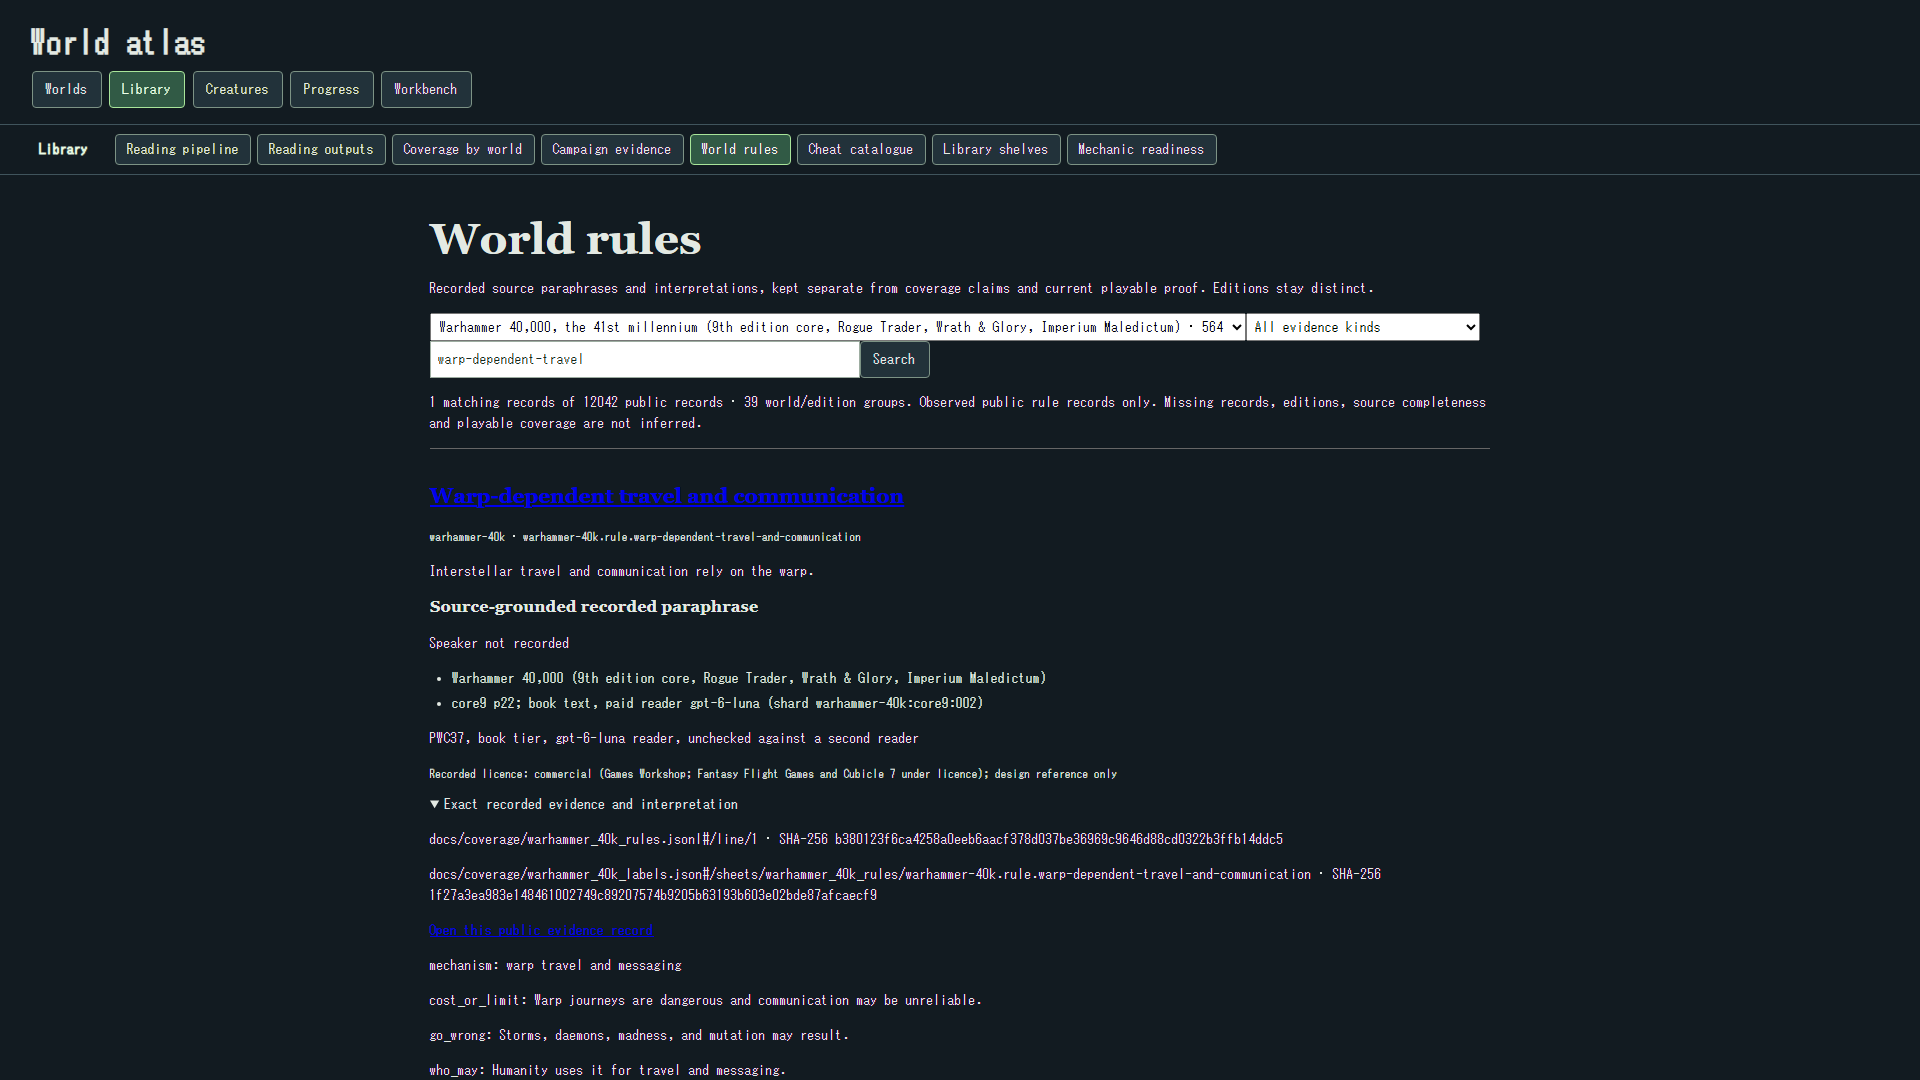 World atlas
Worlds Library Creatures Progress Workbench
Library Reading pipeline Reading outputs Coverage by world Campaign evidence World rules Cheat catalogue Library shelves Mechanic readiness
World rules
Recorded source paraphrases and interpretations, kept separate from coverage claims and current playable proof. Editions stay distinct.
Warhammer 40,000, the 41st millennium (9th edition core, Rogue Trader, Wrath & Glory, Imperium Maledictum) · 564 All evidence kinds
warp-dependent-travel Search
1 matching records of 12042 public records · 39 world/edition groups. Observed public rule records only. Missing records, editions, source completeness
and playable coverage are not inferred.
Warp-dependent travel and communication
warhammer-40k · warhammer-40k.rule.warp-dependent-travel-and-communication
Interstellar travel and communication rely on the warp.
Source-grounded recorded paraphrase
Speaker not recorded
• Warhammer 40,000 (9th edition core, Rogue Trader, Wrath & Glory, Imperium Maledictum)
• core9 p22; book text, paid reader gpt-6-luna (shard warhammer-40k:core9:002)
PWC37, book tier, gpt-6-luna reader, unchecked against a second reader
Recorded licence: commercial (Games Workshop; Fantasy Flight Games and Cubicle 7 under licence); design reference only
▼ Exact recorded evidence and interpretation
docs/coverage/warhammer_40k_rules.jsonl#/line/1 · SHA-256 b380123f6ca4258a0eeb6aacf378d037be36969c9646d88cd0322b3ffb14ddc5
docs/coverage/warhammer_40k_labels.json#/sheets/warhammer_40k_rules/warhammer-40k.rule.warp-dependent-travel-and-communication · SHA-256
1f27a3ea983e148461002749c89207574b9205b63193b603e02bde87afcaecf9
Open this public evidence record
mechanism: warp travel and messaging
cost_or_limit: Warp journeys are dangerous and communication may be unreliable.
go_wrong: Storms, daemons, madness, and mutation may result.
who_may: Humanity uses it for travel and messaging.